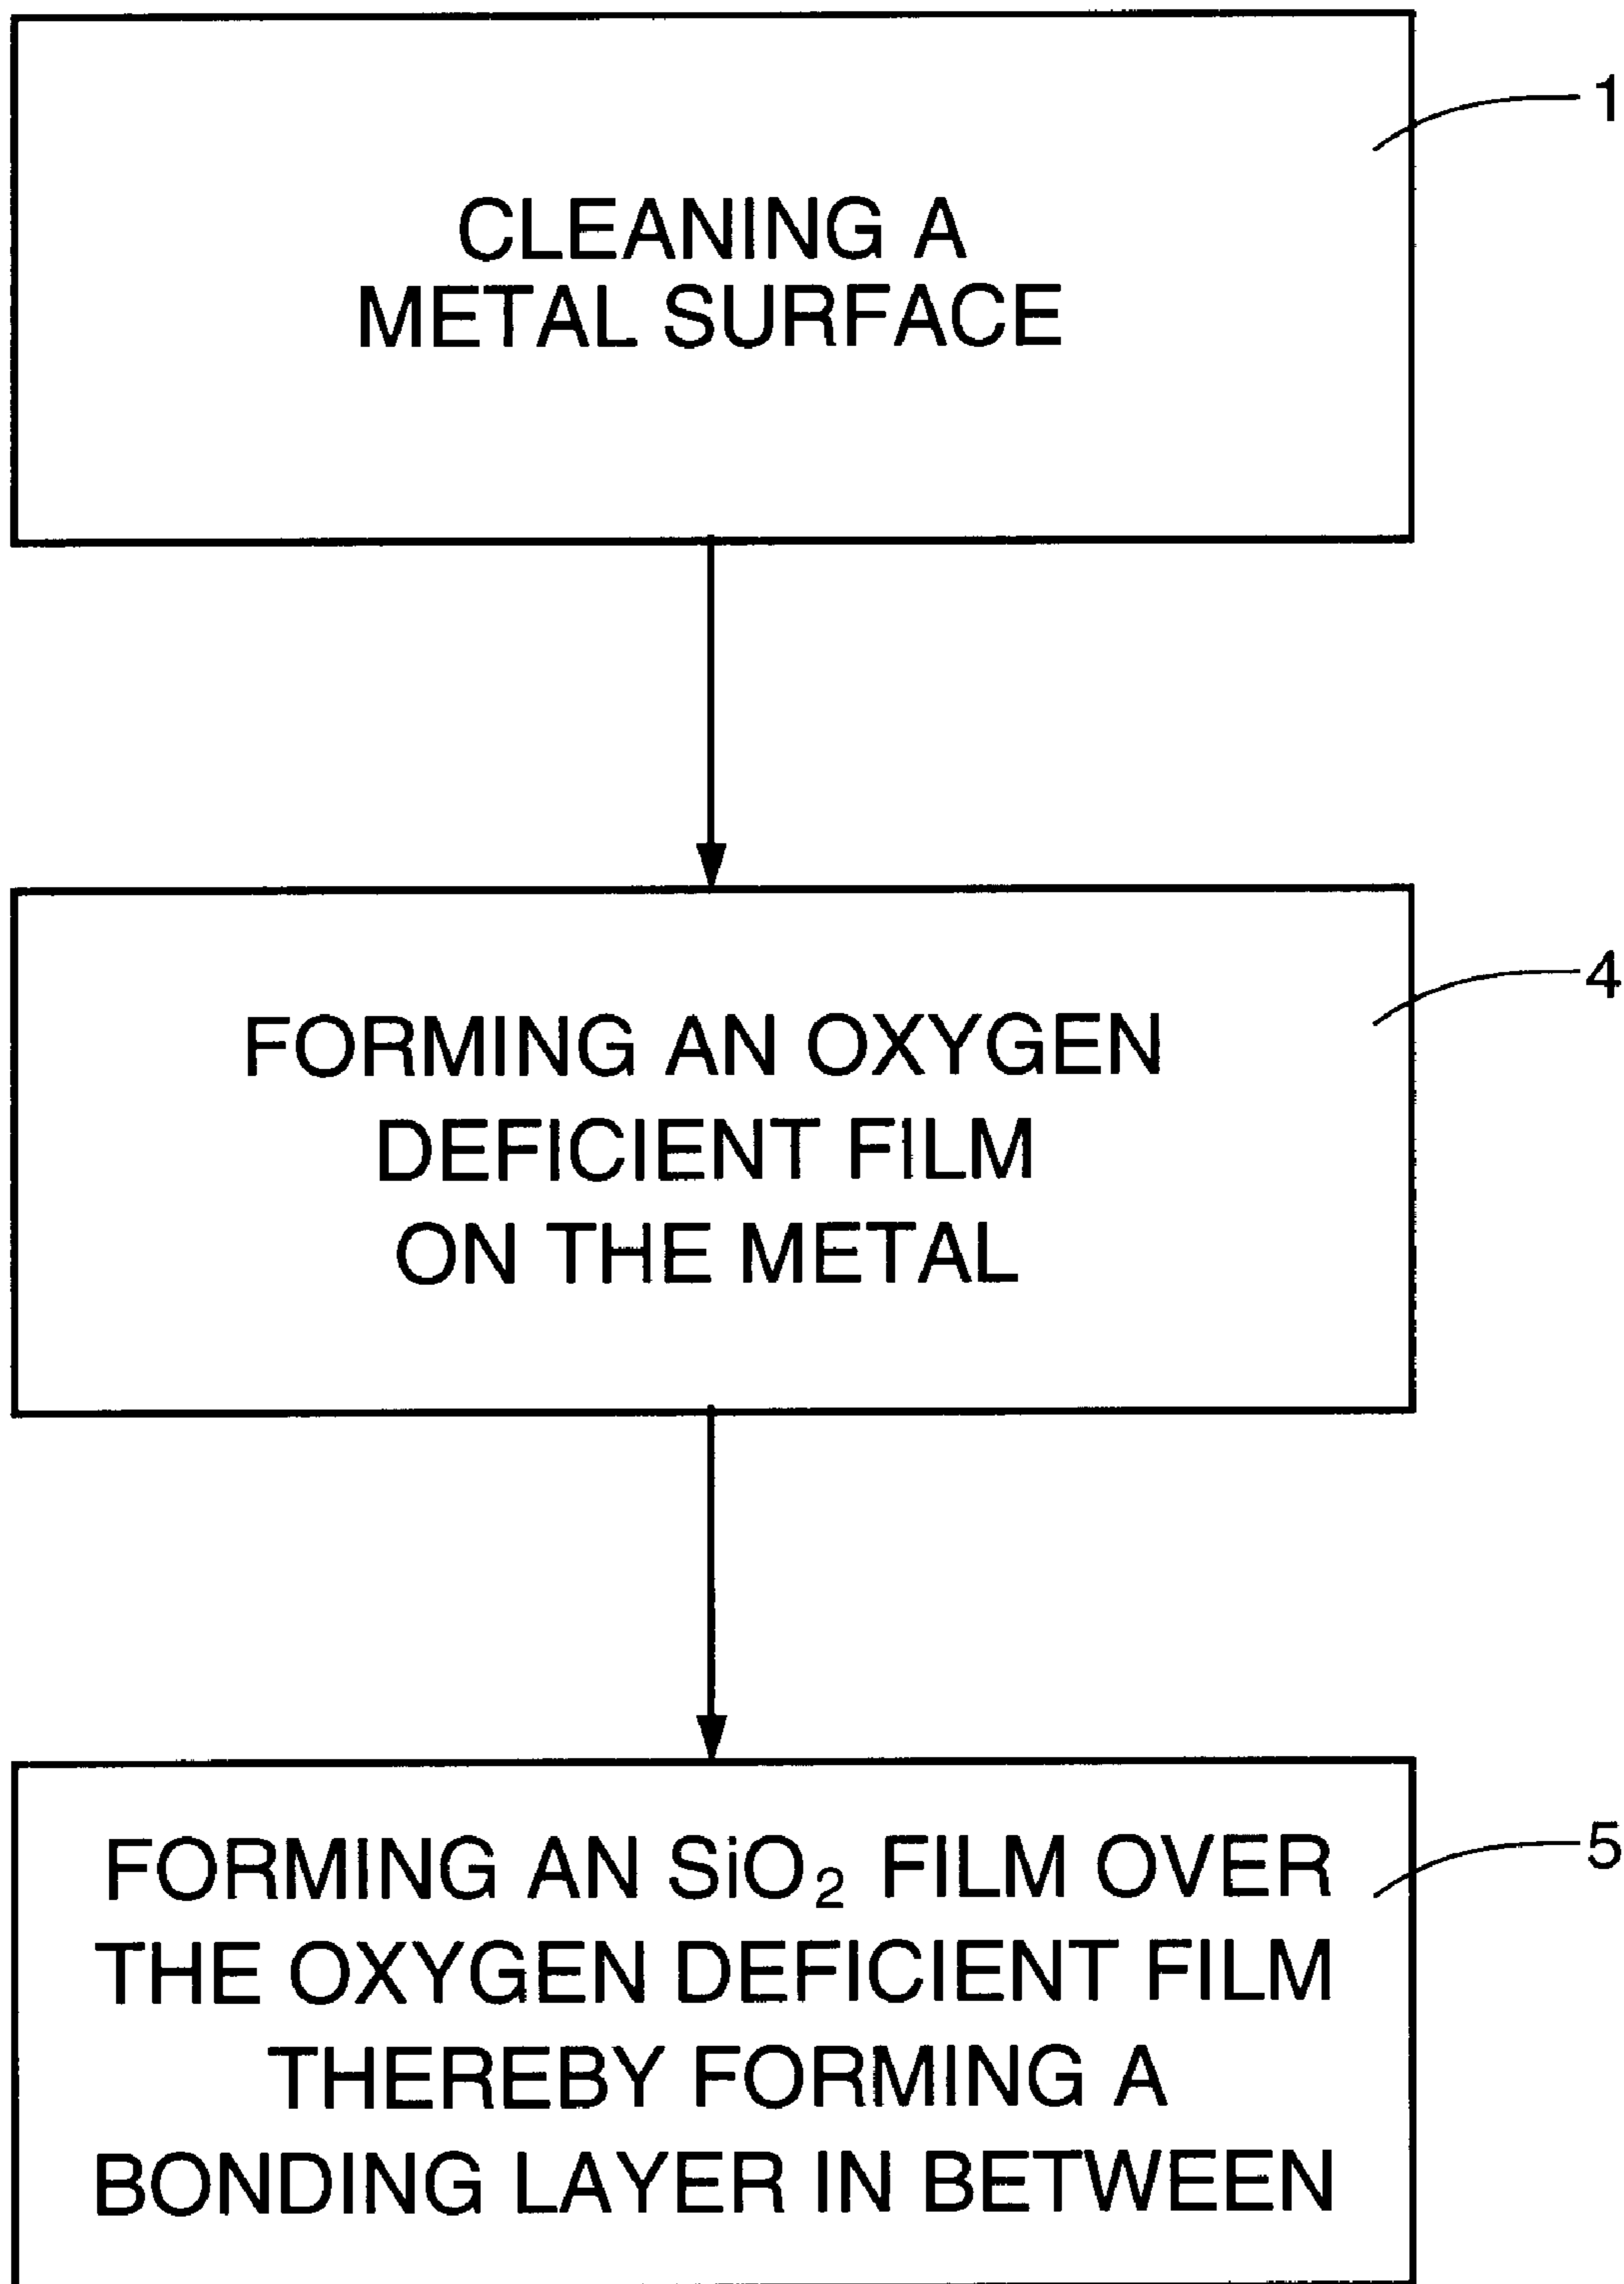 1
CLEANING A
METAL SURFACE
4
FORMING AN OXYGEN
DEFICIENT FILM
ON THE METAL
5
FORMING AN SiO₂ FILM OVER
THE OXYGEN DEFICIENT FILM
THEREBY FORMING A
BONDING LAYER IN BETWEEN